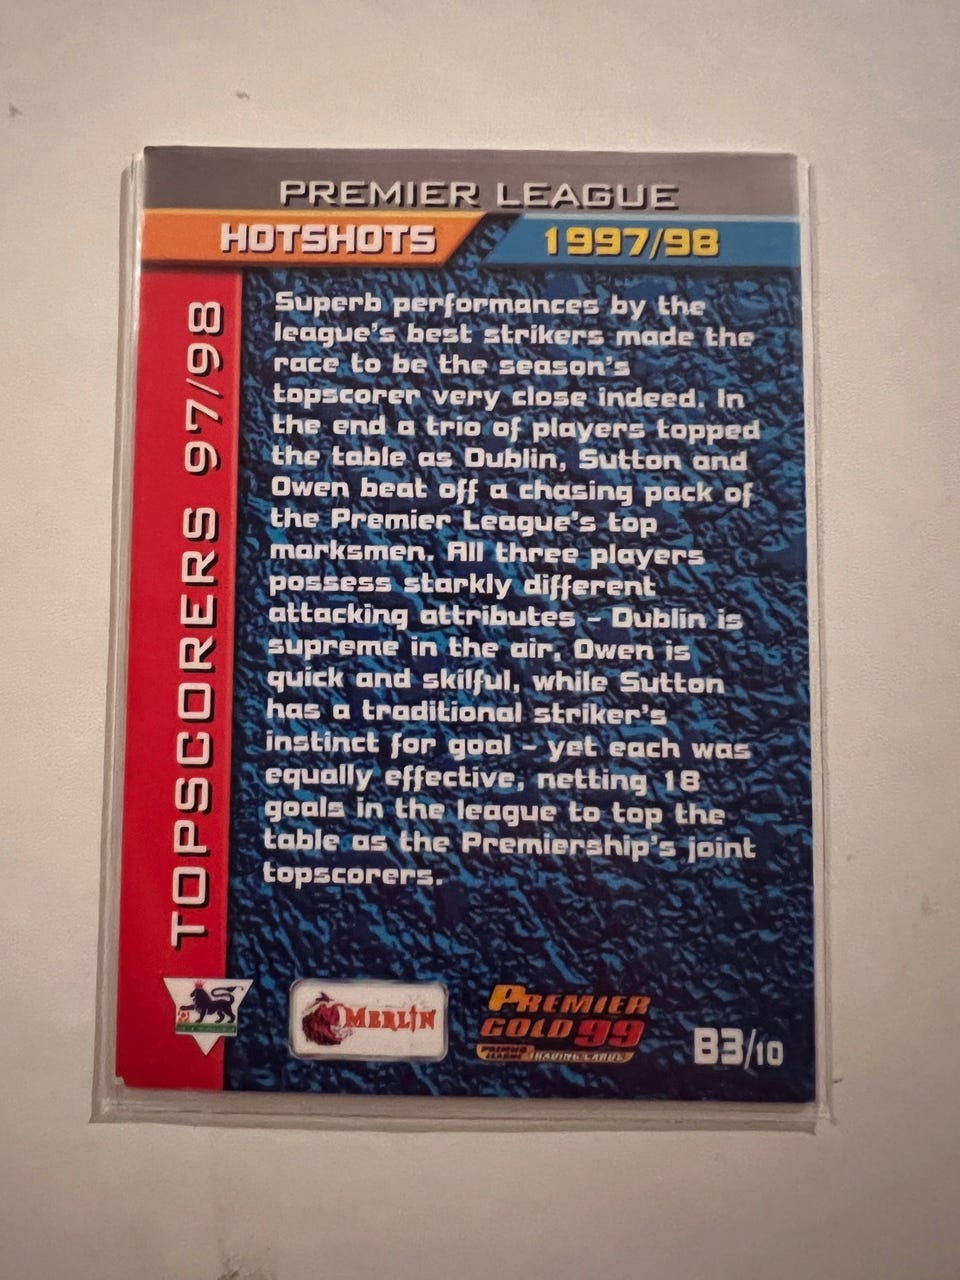 PREMIER LEAGUE
HOTSHOTS 1997/98
TOPSCORERS 97/98
Superb performances by the
league's best strikers made the
race to be the season's
topscorer very close indeed. In
the end a trio of players topped
the table as Dublin, Sutton and
Owen beat off a chasing pack of
the Premier League's top
marksmen. All three players
possess starkly different
attacking attributes – Dublin is
supreme in the air, Owen is
quick and skilful, while Sutton
has a traditional striker's
instinct for goal – yet each was
equally effective, netting 18
goals in the league to top the
table as the Premiership's joint
topscorers.
MERLIN
PREMIER
GOLD 99
PREMIER
LEAGUE TRADING CARDS
B3/10